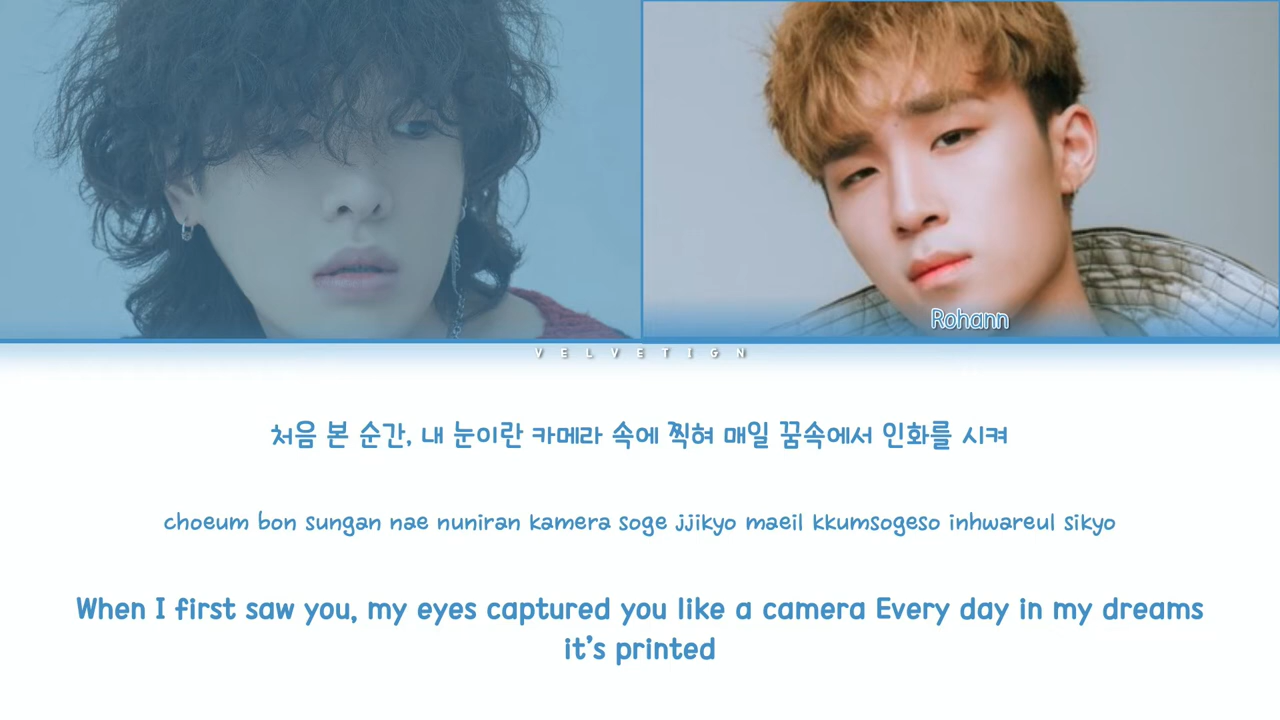 Rohann
VELVETIGN
처음 본 순간, 내 눈이란 카메라 속에 찍혀 매일 꿈속에서 인화를 시켜
choeum bon sungan nae nuniran kamera soge jjikyo maeil kkumsogeso inhwareul sikyo
When I first saw you, my eyes captured you like a camera Every day in my dreams
it's printed